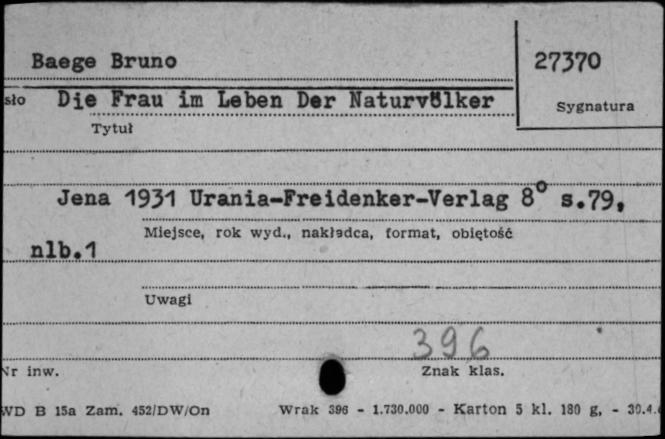 Baege Bruno
27370
sło Die Frau im Leben Der Naturvölker
Sygnatura
Tytuł
Jena 1931 Urania-Freidenker-Verlag 8° s.79,
Miejsce, rok wyd., nakładca, format, objętość
nlb.1
Uwagi
396
Nr inw.
Znak klas.
WD B 15a Zam. 452/DW/On Wrak 396 - 1.730.000 - Karton 5 kl. 180 g, - 30.4.